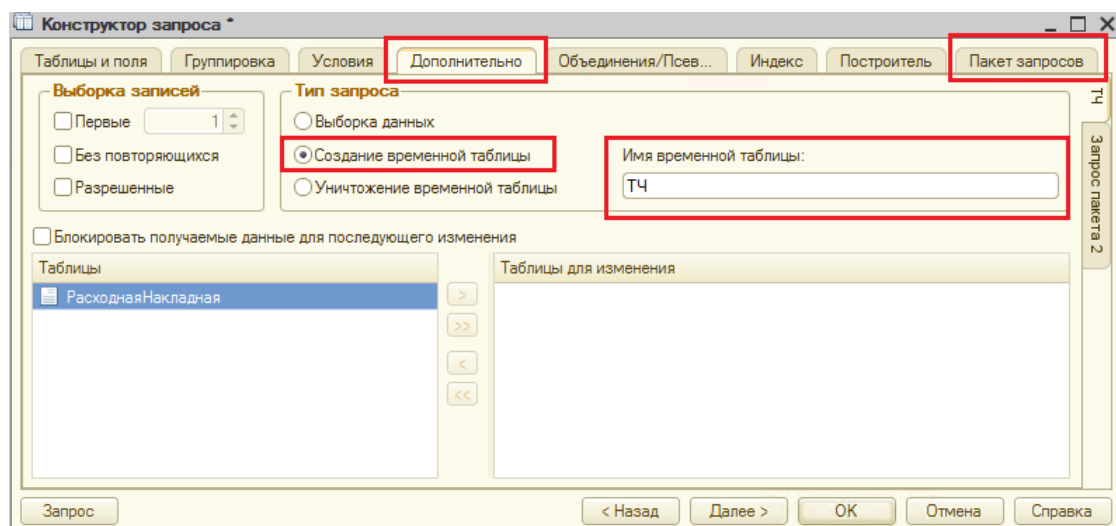 Конструктор запроса *
Таблицы и поля Группировка Условия Дополнительно Объединения/Псев... Индекс Построитель Пакет запросов
Выборка записей Тип запроса
Первые 1 Выборка данных
Без повторяющихся Создание временной таблицы Имя временной таблицы:
Разрешенные Уничтожение временной таблицы ТЧ
Блокировать получаемые данные для последующего изменения
Таблицы Таблицы для изменения
РасходнаяНакладная
>
>>
<
<<
ТЧ
Запрос пакета 2
Запрос < Назад Далее > OK Отмена Справка